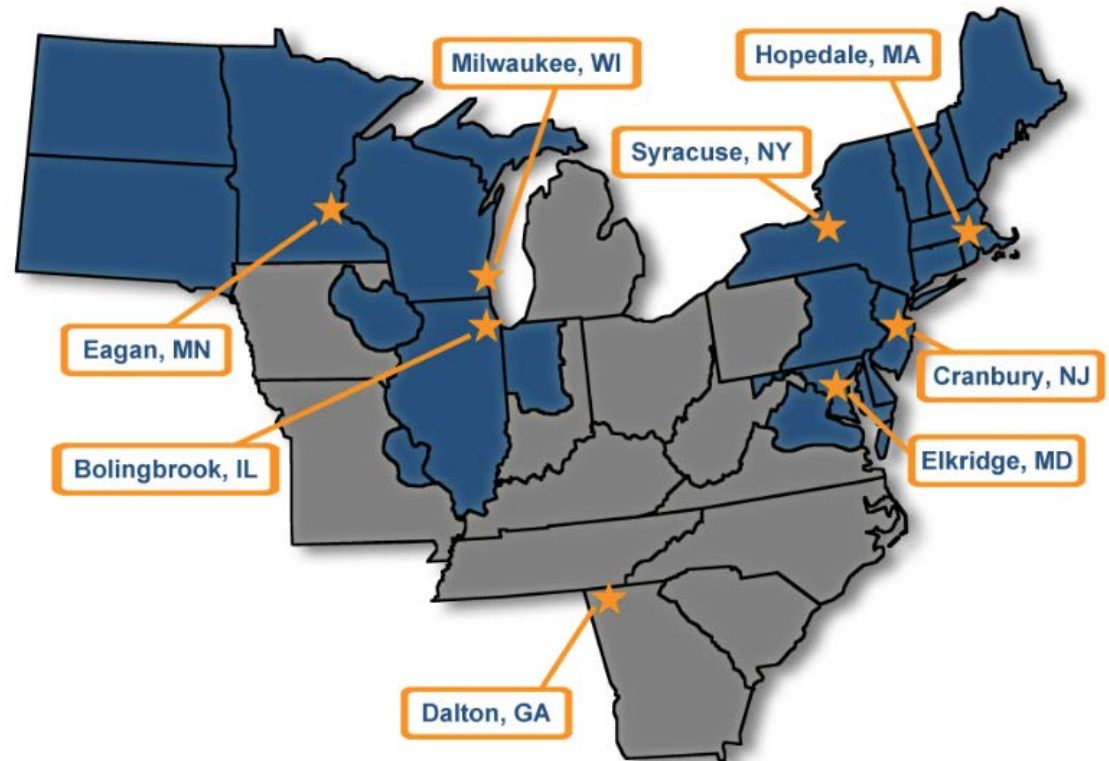 Milwaukee, WI
Hopedale, MA
Syracuse, NY
Eagan, MN
Cranbury, NJ
Bolingbrook, IL
Elkridge, MD
Dalton, GA